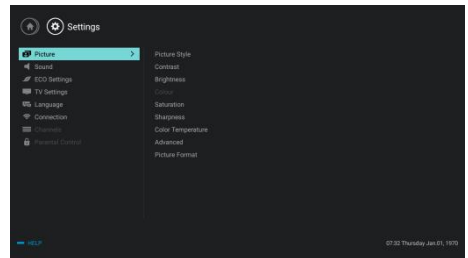 Settings
Picture
Sound
ECO Settings
TV Settings
Language
Connection
Channels
Parental Control
Picture Style
Contrast
Brightness
Colour
Saturation
Sharpness
Color Temperature
Advanced
Picture Format
HELP
07:32 Thursday Jan.01, 1970